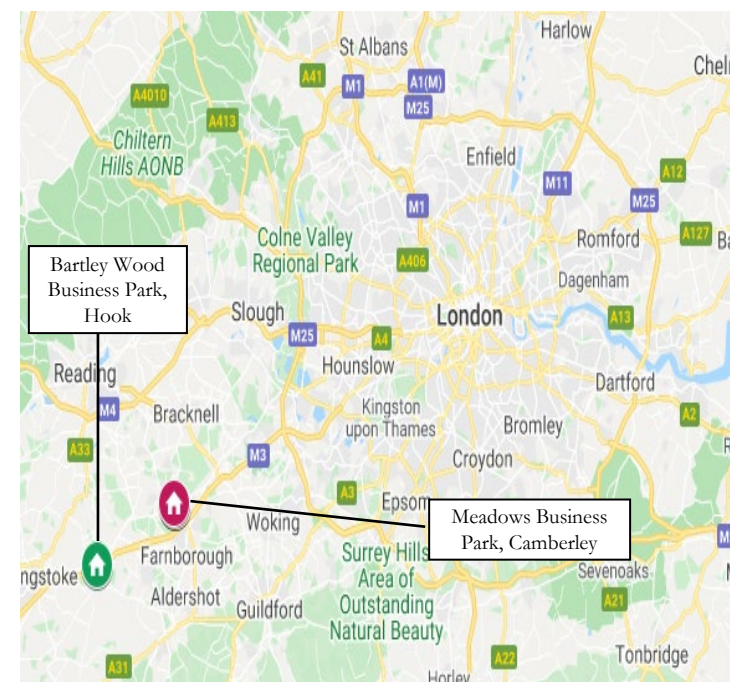 Harlow
St Albans
Chel
A41
M1
A1(M)
A4010
M25
A413
Chiltern
Hills AONB
Enfield
A12
M11
M25
M1
Colne Valley
Regional Park
Romford
A127
Ba
A406
Bartley Wood
Business Park,
Hook
Dagenham
Slough
London
A13
M25
A4
Hounslow
Reading
Dartford
M4
Bracknell
Kingston
upon Thames
A2
Bromley
A33
M3
Croydon
R
A3
Epsom
Meadows Business
Park, Camberley
Woking
M
Farnborough
Surrey Hills
Area of
Outstanding
Natural Beauty
Sevenoaks
ngstoke
Aldershot
Guildford
A21
A31
A22
Tonbridge
Horley